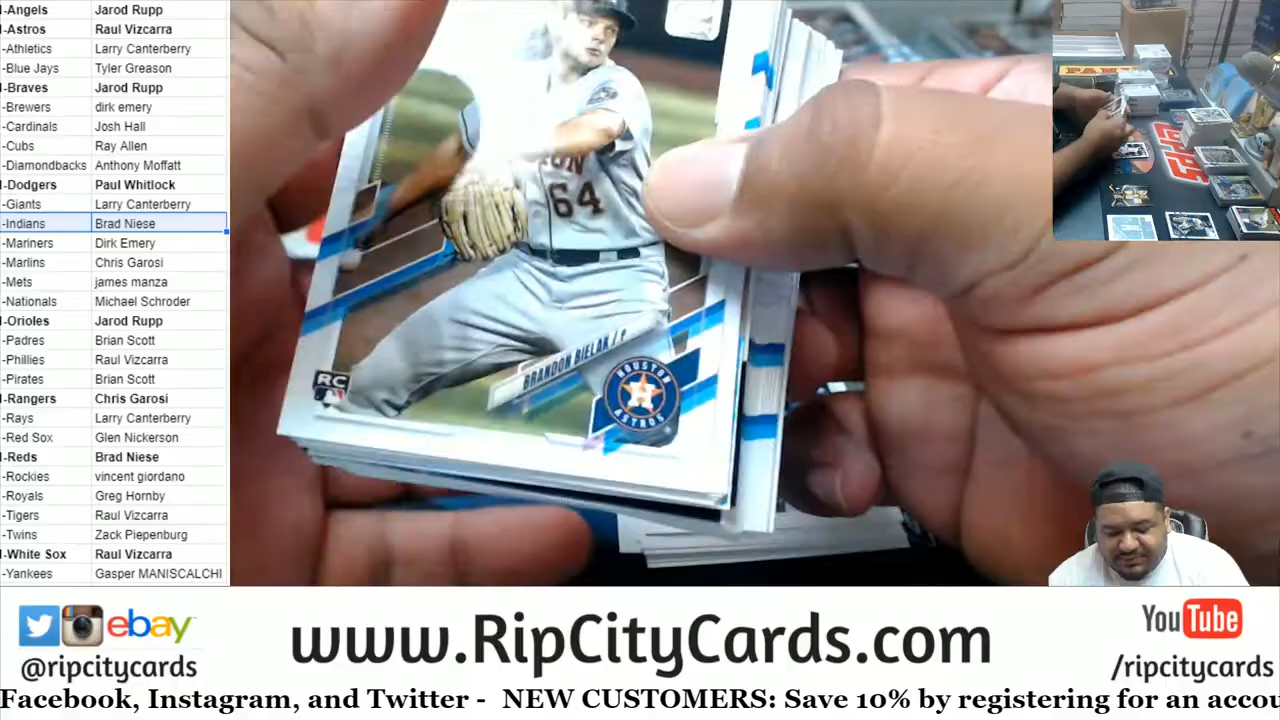 -Angels Jarod Rupp
-Astros Raul Vizcarra
-Athletics Larry Canterberry
-Blue Jays Tyler Greason
-Braves Jarod Rupp
-Brewers dirk emery
-Cardinals Josh Hall
-Cubs Ray Allen
-Diamondbacks Anthony Moffatt
-Dodgers Paul Whitlock
-Giants Larry Canterberry
-Indians Brad Niese
-Mariners Dirk Emery
-Marlins Chris Garosi
-Mets james manza
-Nationals Michael Schroder
-Orioles Jarod Rupp
-Padres Brian Scott
-Phillies Raul Vizcarra
-Pirates Brian Scott
-Rangers Chris Garosi
-Rays Larry Canterberry
-Red Sox Glen Nickerson
-Reds Brad Niese
-Rockies vincent giordano
-Royals Greg Hornby
-Tigers Raul Vizcarra
-Twins Zack Piepenburg
-White Sox Raul Vizcarra
-Yankees Gasper MANISCALCHI
64
BRANDON BIELAK / P
RC
HOUSTON
H
ASTROS
PANINI
TOPPS
ebay
@ripcitycards
www.RipCityCards.com
YouTube
/ripcitycards
Facebook, Instagram, and Twitter - NEW CUSTOMERS: Save 10% by registering for an accou